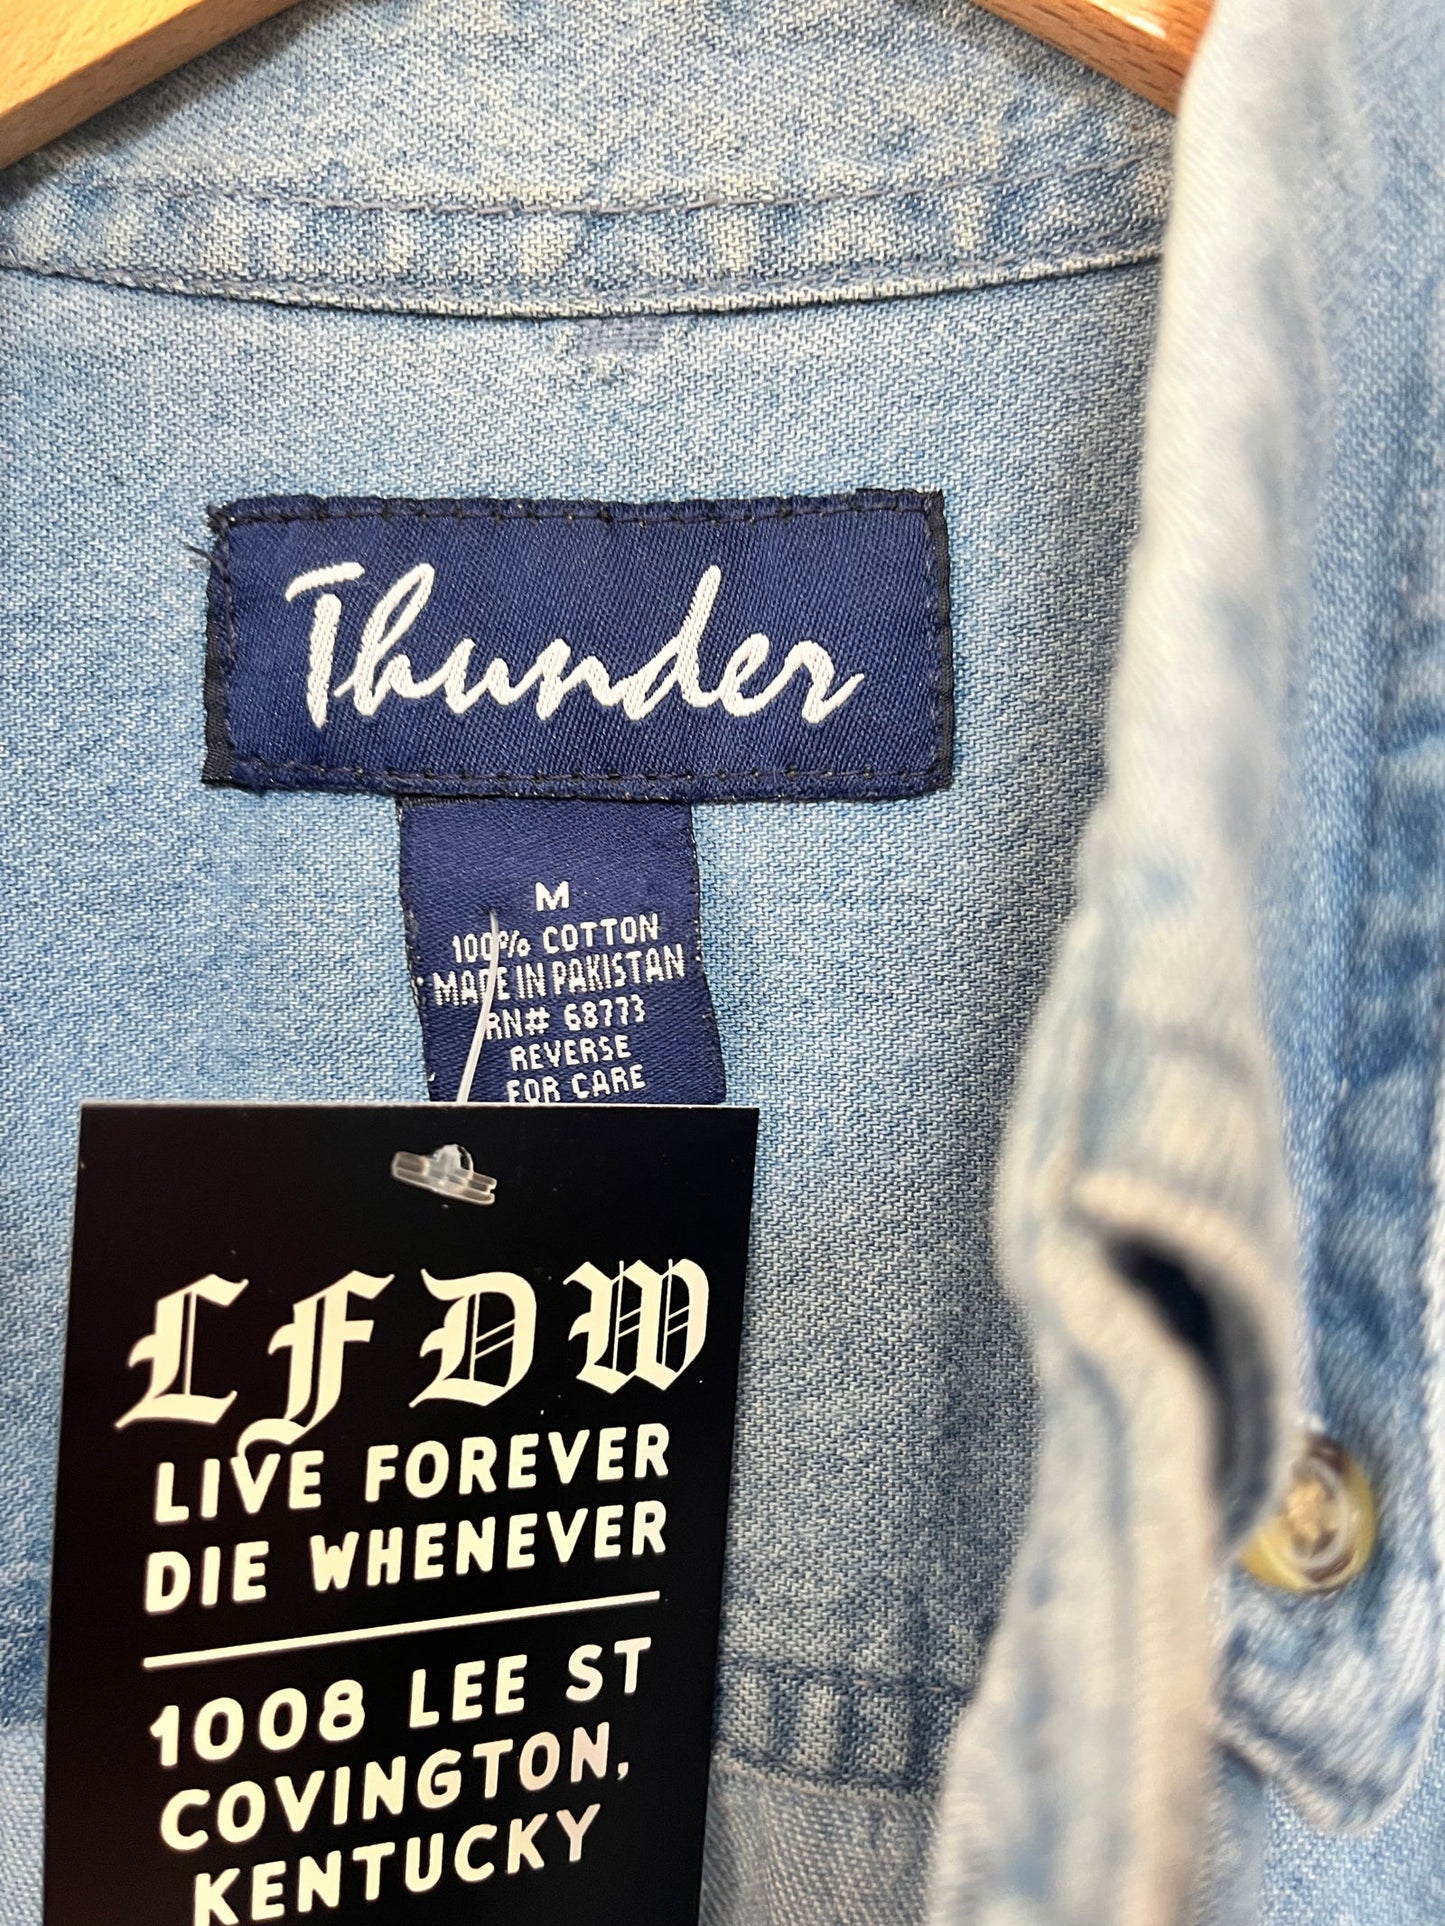 Thunder
M
100% COTTON
MADE IN PAKISTAN
RN# 68773
REVERSE
FOR CARE
LFDW
LIVE FOREVER
DIE WHENEVER
1008 LEE ST
COVINGTON,
KENTUCKY